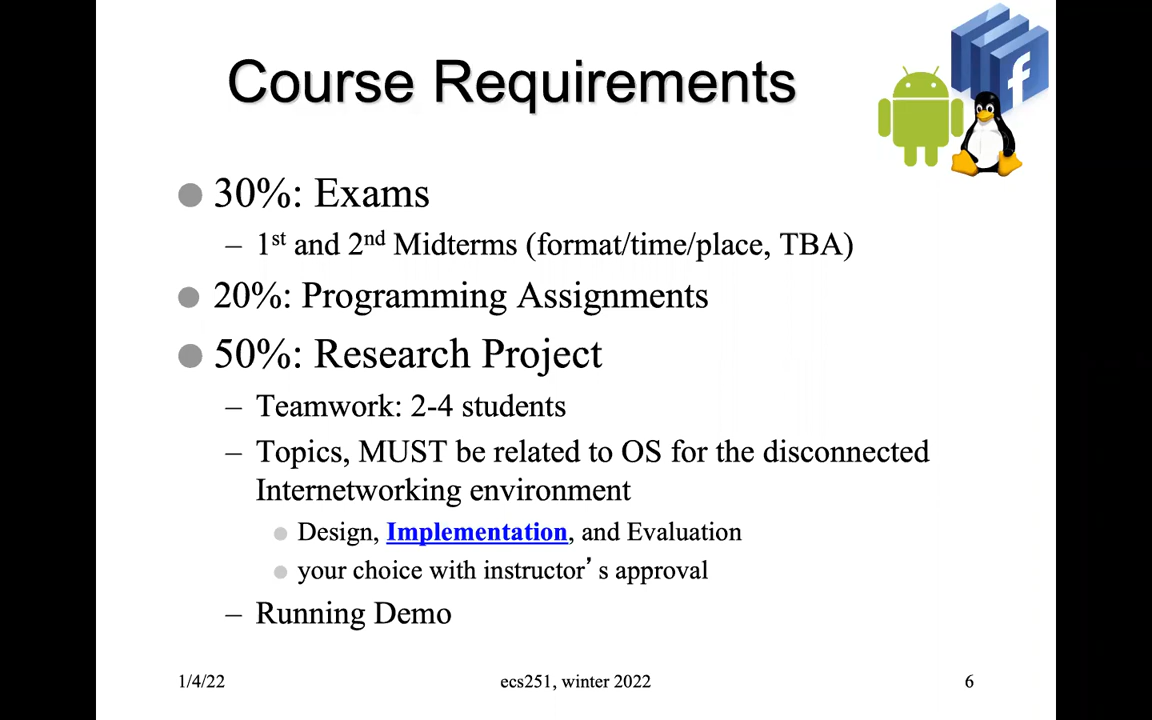 Course Requirements
30%: Exams
– 1st and 2nd Midterms (format/time/place, TBA)
20%: Programming Assignments
50%: Research Project
– Teamwork: 2-4 students
– Topics, MUST be related to OS for the disconnected
Internetworking environment
Design, Implementation, and Evaluation
your choice with instructor’s approval
– Running Demo
1/4/22 ecs251, winter 2022 6